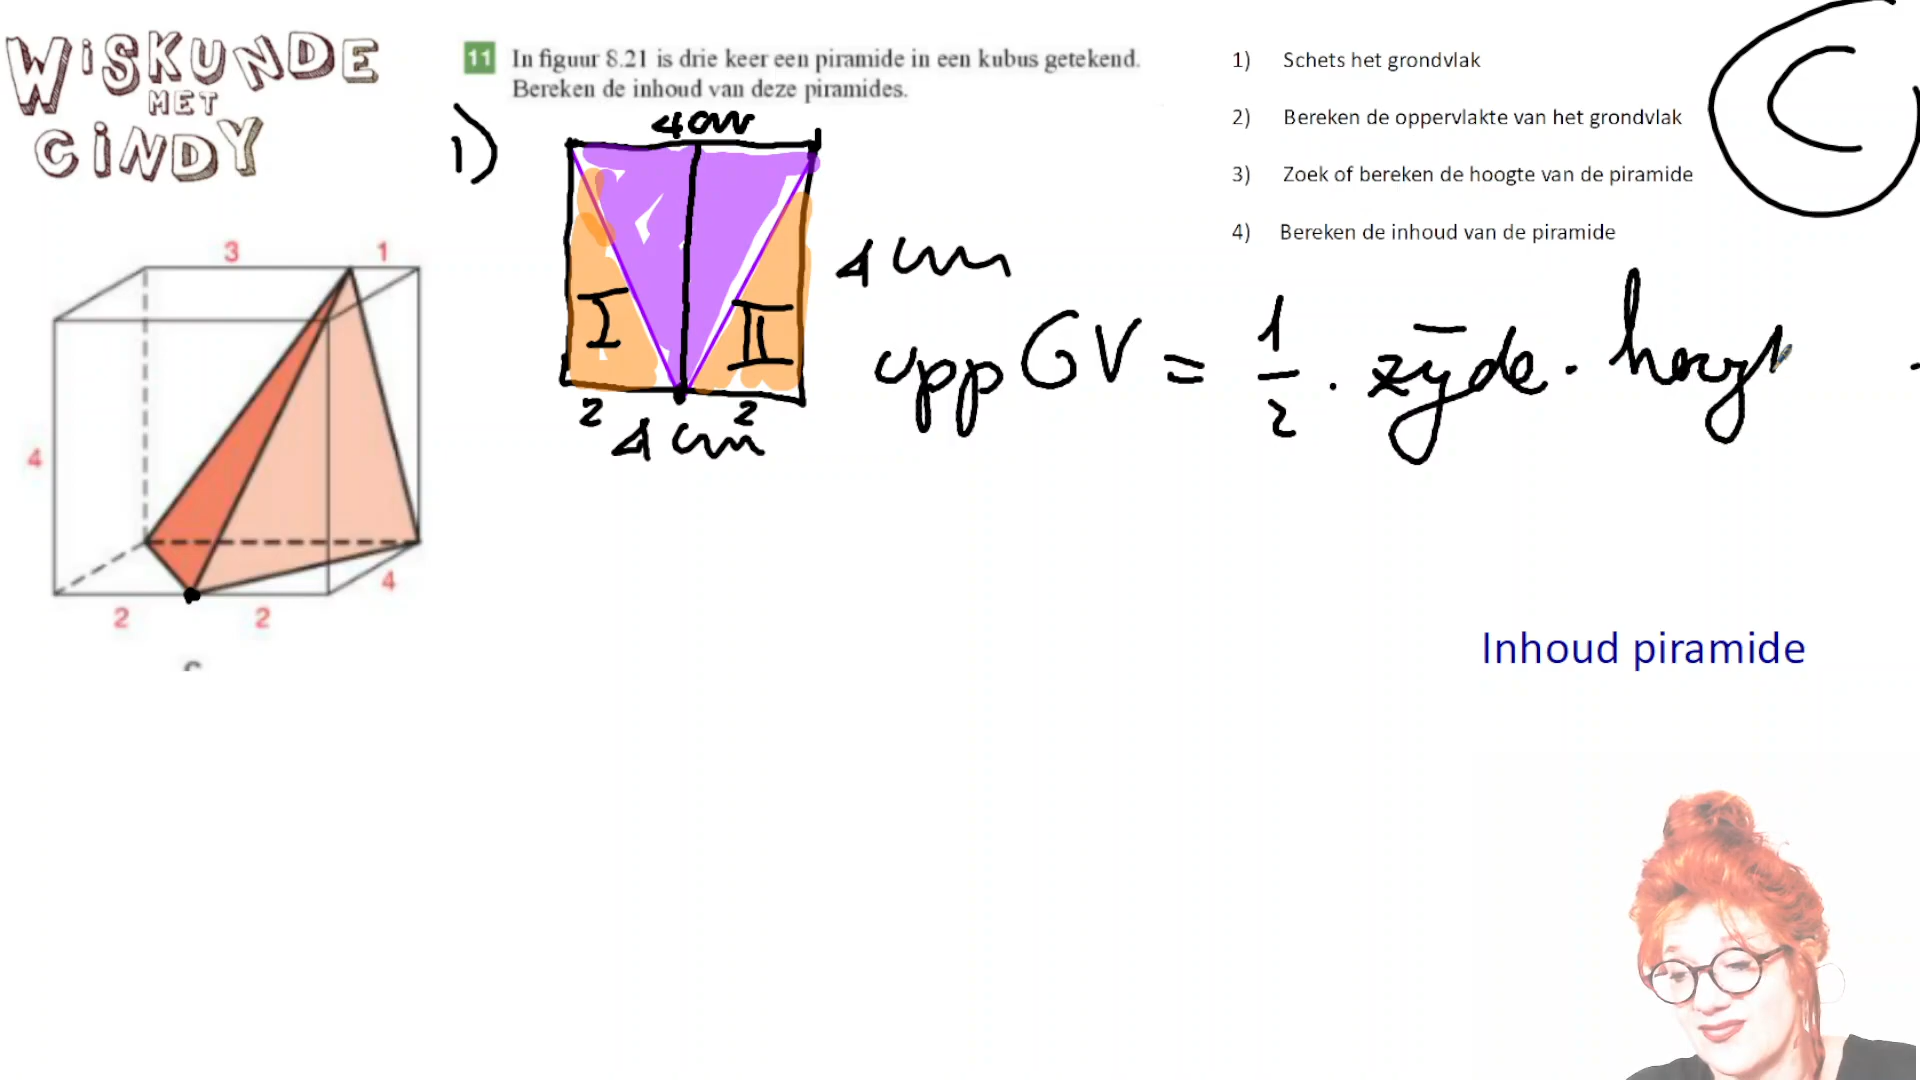 WiSKUNDE
MET
CiNDY
11 In figuur 8.21 is drie keer een piramide in een kubus getekend.
Bereken de inhoud van deze piramides.
1) Schets het grondvlak
2) Bereken de oppervlakte van het grondvlak
3) Zoek of bereken de hoogte van de piramide
4) Bereken de inhoud van de piramide
C
1)
4 cm
4 cm
I
II
2
2
4 cm
opp GV = 1/2 · zijde · hoogt
3
1
4
4
2
2
Inhoud piramide